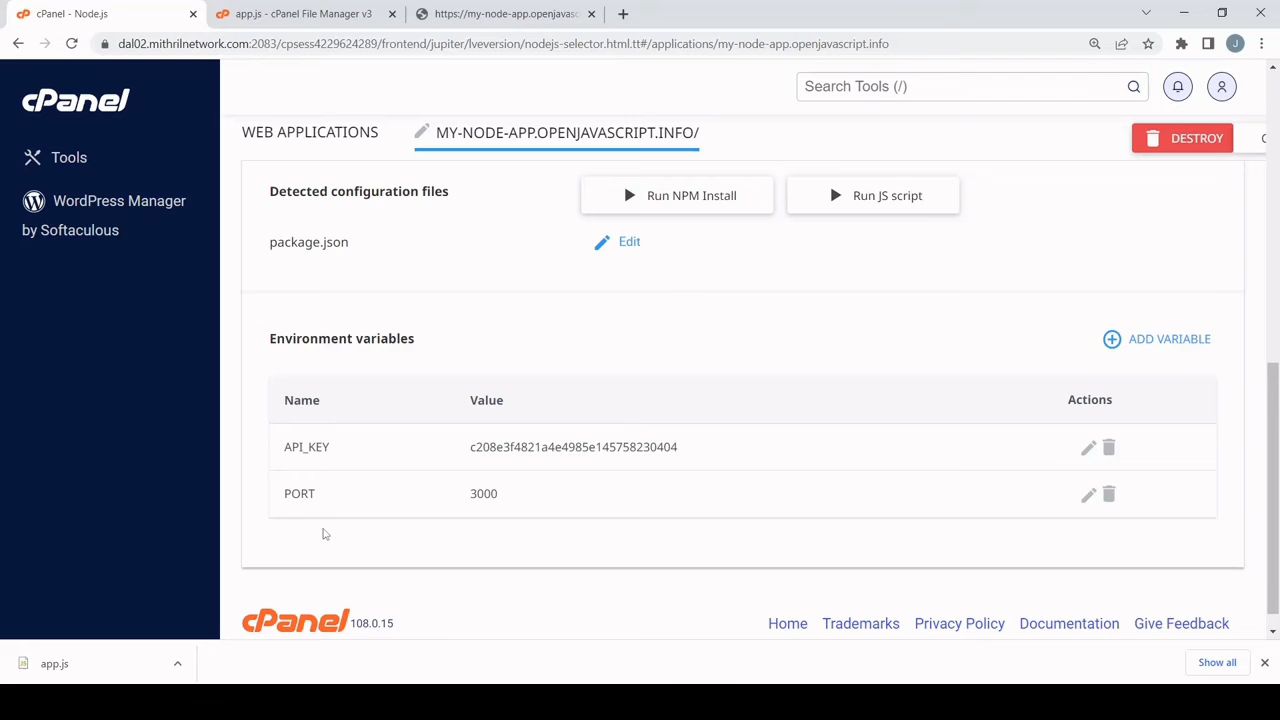 cPanel - Node.js
app.js - cPanel File Manager v3
https://my-node-app.openjavasc
dal02.mithrilnetwork.com:2083/cpsess4229624289/frontend/jupiter/lveversion/nodejs-selector.html.tt#/applications/my-node-app.openjavascript.info
J
cPanel
Search Tools (/)
Tools
WordPress Manager
by Softaculous
WEB APPLICATIONS
MY-NODE-APP.OPENJAVASCRIPT.INFO/
DESTROY
Detected configuration files
Run NPM Install
Run JS script
package.json
Edit
Environment variables
ADD VARIABLE
Name Value Actions
API_KEY c208e3f4821a4e4985e145758230404
PORT 3000
cPanel 108.0.15
Home Trademarks Privacy Policy Documentation Give Feedback
app.js
Show all